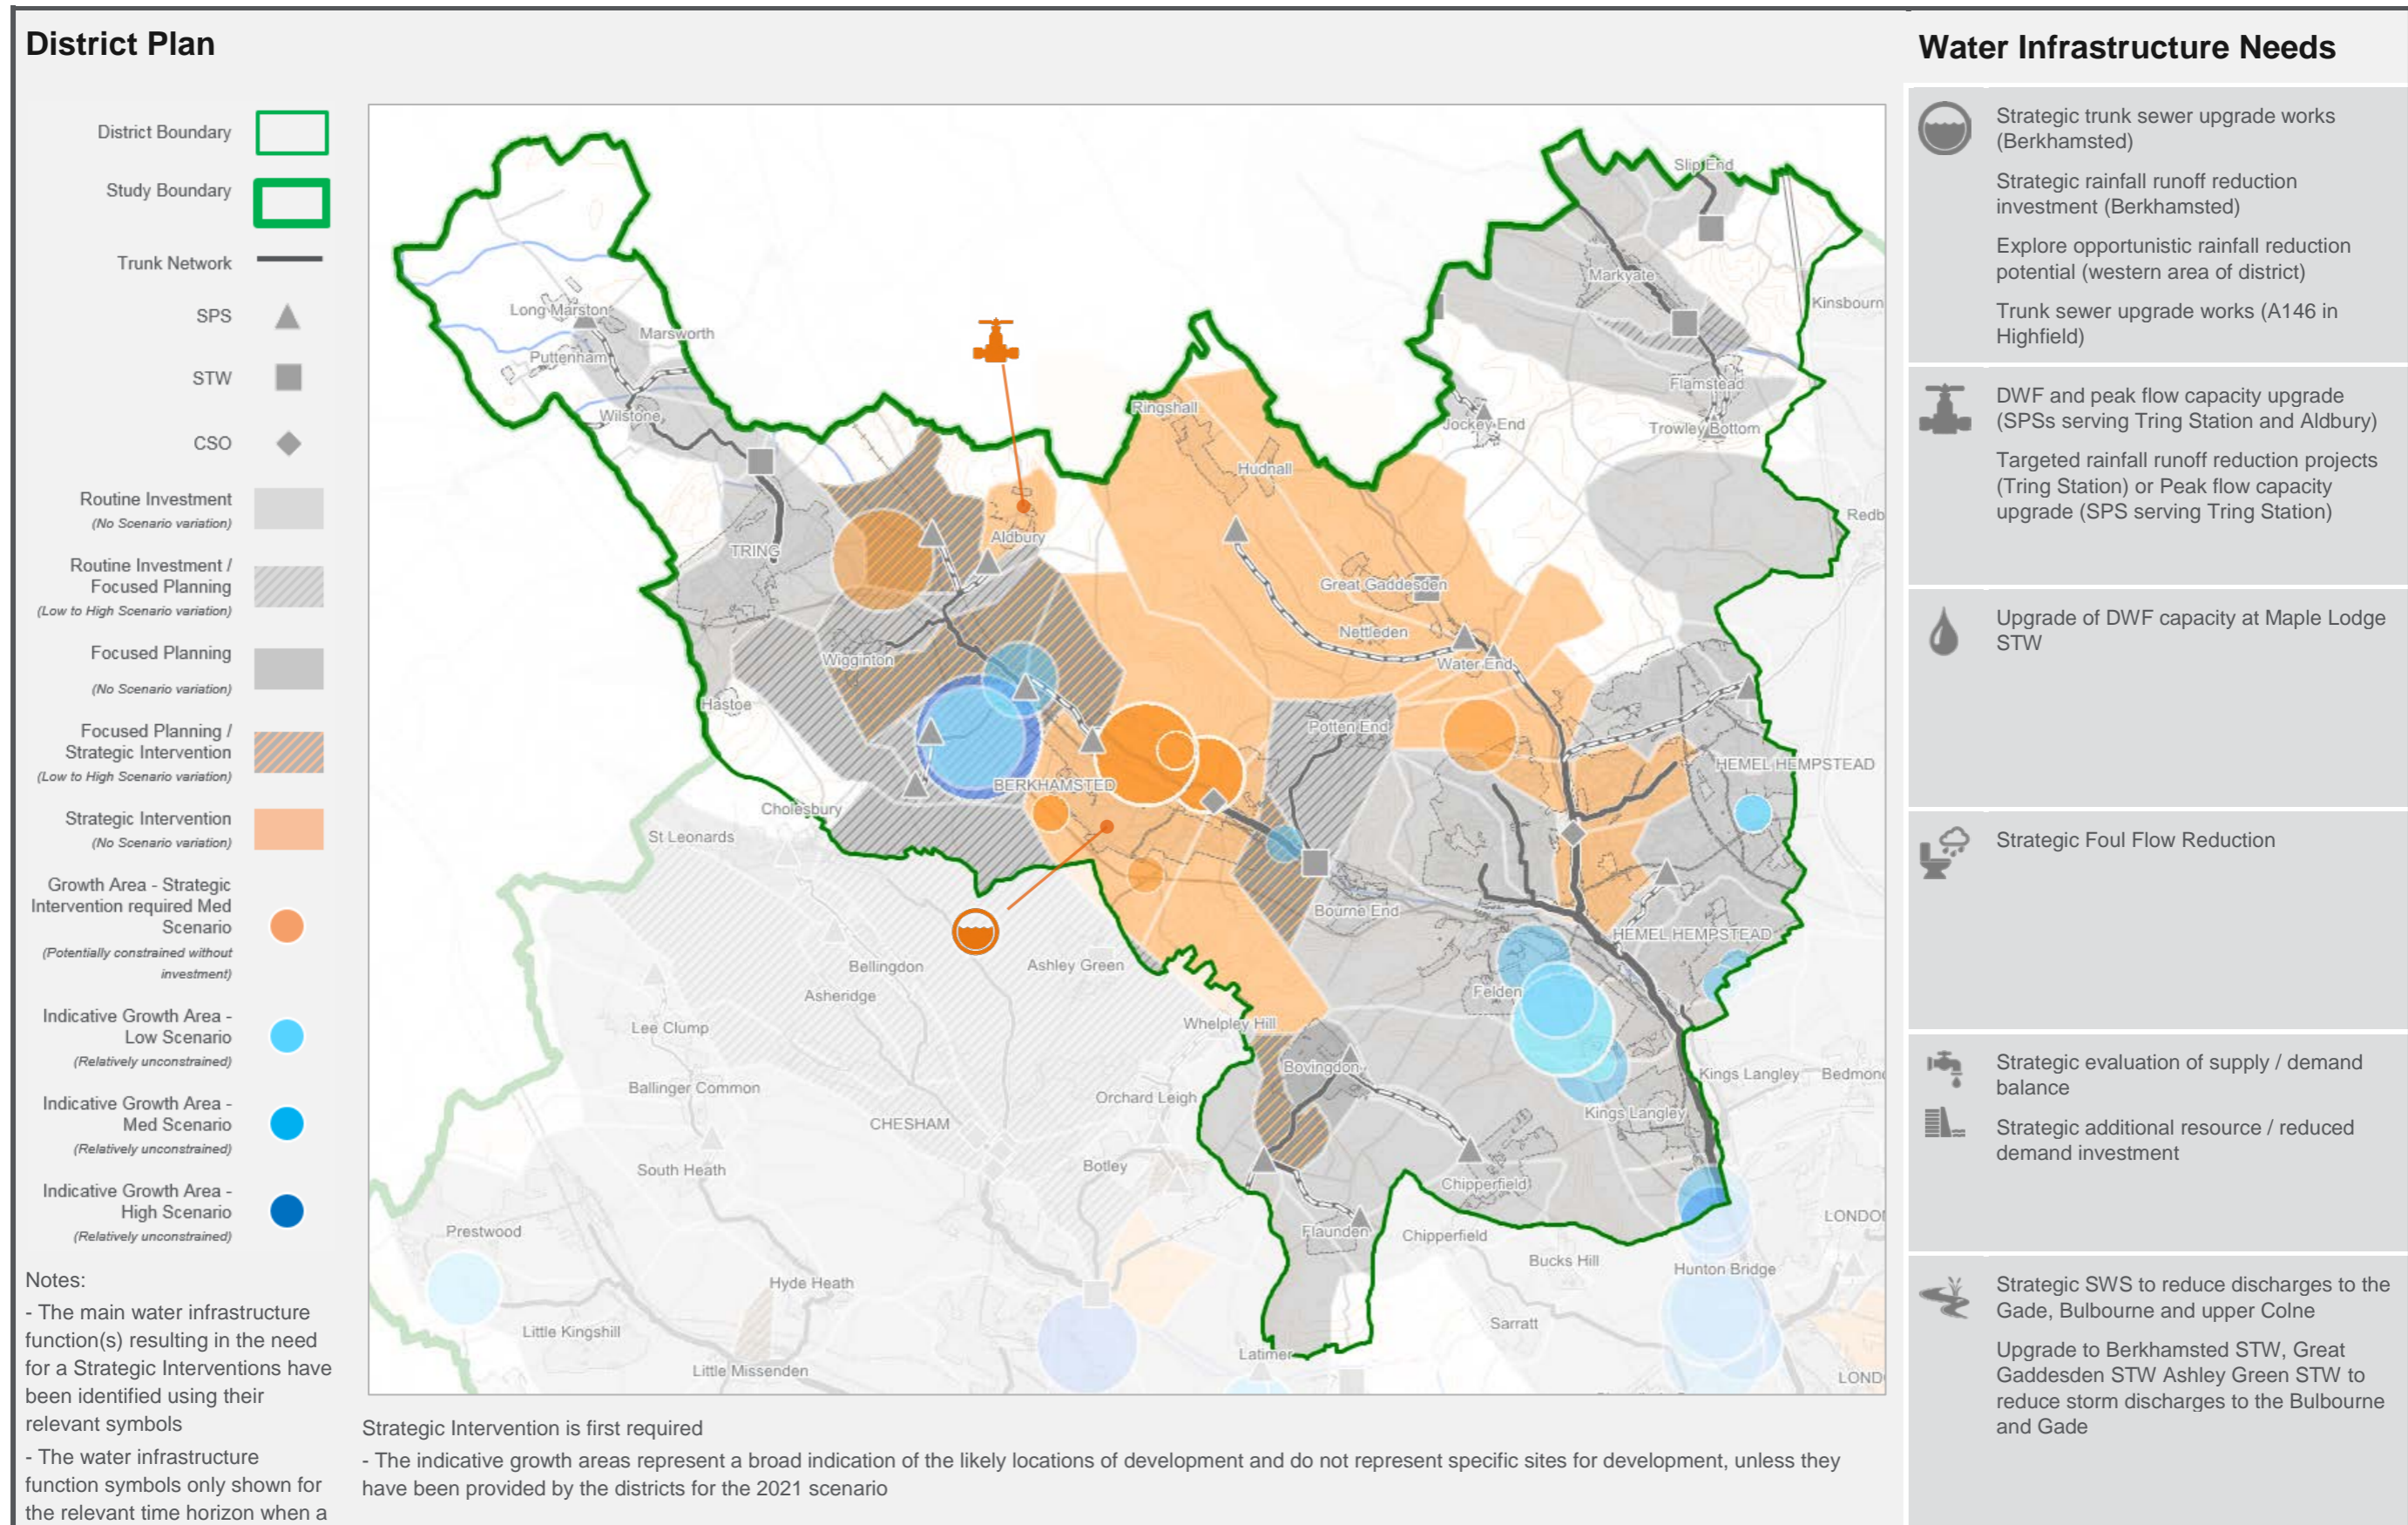 District Plan
District Boundary
Study Boundary
Trunk Network
SPS
STW
CSO
Routine Investment
(No Scenario variation)
Routine Investment /
Focused Planning
(Low to High Scenario variation)
Focused Planning
(No Scenario variation)
Focused Planning /
Strategic Intervention
(Low to High Scenario variation)
Strategic Intervention
(No Scenario variation)
Growth Area - Strategic
Intervention required Med
Scenario
(Potentially constrained without
investment)
Indicative Growth Area -
Low Scenario
(Relatively unconstrained)
Indicative Growth Area -
Med Scenario
(Relatively unconstrained)
Indicative Growth Area -
High Scenario
(Relatively unconstrained)
Notes:
- The main water infrastructure
function(s) resulting in the need
for a Strategic Interventions have
been identified using their
relevant symbols
- The water infrastructure
function symbols only shown for
the relevant time horizon when a
Slip End
Markyate
Kinsbourn
Long Marston
Marsworth
Puttenham
Flamstead
Ringshall
Wilstone
Jockey End
Trowley Bottom
Hudnall
Redb
Aldbury
TRING
Great Gaddesden
Nettleden
Wigginton
Water End
Hastoe
Potten End
HEMEL HEMPSTEAD
BERKHAMSTED
Cholesbury
St Leonards
Bourne End
HEMEL HEMPSTEAD
Bellingdon
Ashley Green
Asheridge
Felden
Lee Clump
Whelpley Hill
Bovingdon
Kings Langley
Bedmond
Ballinger Common
Orchard Leigh
Kings Langley
CHESHAM
South Heath
Botley
Chipperfield
Prestwood
Flaunden
Chipperfield
LONDO
Bucks Hill
Hunton Bridge
Hyde Heath
Little Kingshill
Sarratt
Latimer
Little Missenden
LOND
Strategic Intervention is first required
- The indicative growth areas represent a broad indication of the likely locations of development and do not represent specific sites for development, unless they
have been provided by the districts for the 2021 scenario
Water Infrastructure Needs
Strategic trunk sewer upgrade works
(Berkhamsted)
Strategic rainfall runoff reduction
investment (Berkhamsted)
Explore opportunistic rainfall reduction
potential (western area of district)
Trunk sewer upgrade works (A146 in
Highfield)
DWF and peak flow capacity upgrade
(SPSs serving Tring Station and Aldbury)
Targeted rainfall runoff reduction projects
(Tring Station) or Peak flow capacity
upgrade (SPS serving Tring Station)
Upgrade of DWF capacity at Maple Lodge
STW
Strategic Foul Flow Reduction
Strategic evaluation of supply / demand
balance
Strategic additional resource / reduced
demand investment
Strategic SWS to reduce discharges to the
Gade, Bulbourne and upper Colne
Upgrade to Berkhamsted STW, Great
Gaddesden STW Ashley Green STW to
reduce storm discharges to the Bulbourne
and Gade